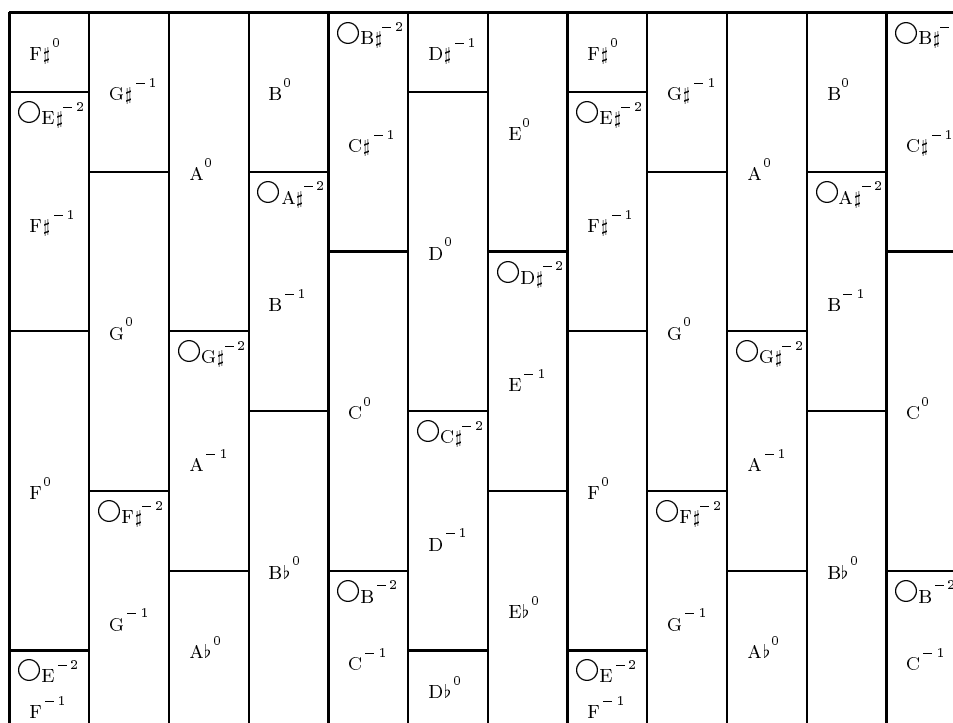 B♯⁻² B♯⁻
F♯⁰ D♯⁻¹ F♯⁰
G♯⁻¹ B⁰ G♯⁻¹ B⁰
E♯⁻² E♯⁻²
E⁰
C♯⁻¹ C♯⁻¹
A⁰ A⁰
A♯⁻² A♯⁻²
F♯⁻¹ F♯⁻¹
D⁰
D♯⁻²
B⁻¹ B⁻¹
G⁰ G⁰
G♯⁻² G♯⁻²
E⁻¹
C⁰ C⁰
C♯⁻²
A⁻¹ A⁻¹
F⁰ F⁰
F♯⁻² F♯⁻²
D⁻¹
B♭⁰ B♭⁰
B⁻² B⁻²
E♭⁰
G⁻¹ G⁻¹
A♭⁰ A♭⁰
C⁻¹ C⁻¹
E⁻² E⁻²
D♭⁰
F⁻¹ F⁻¹